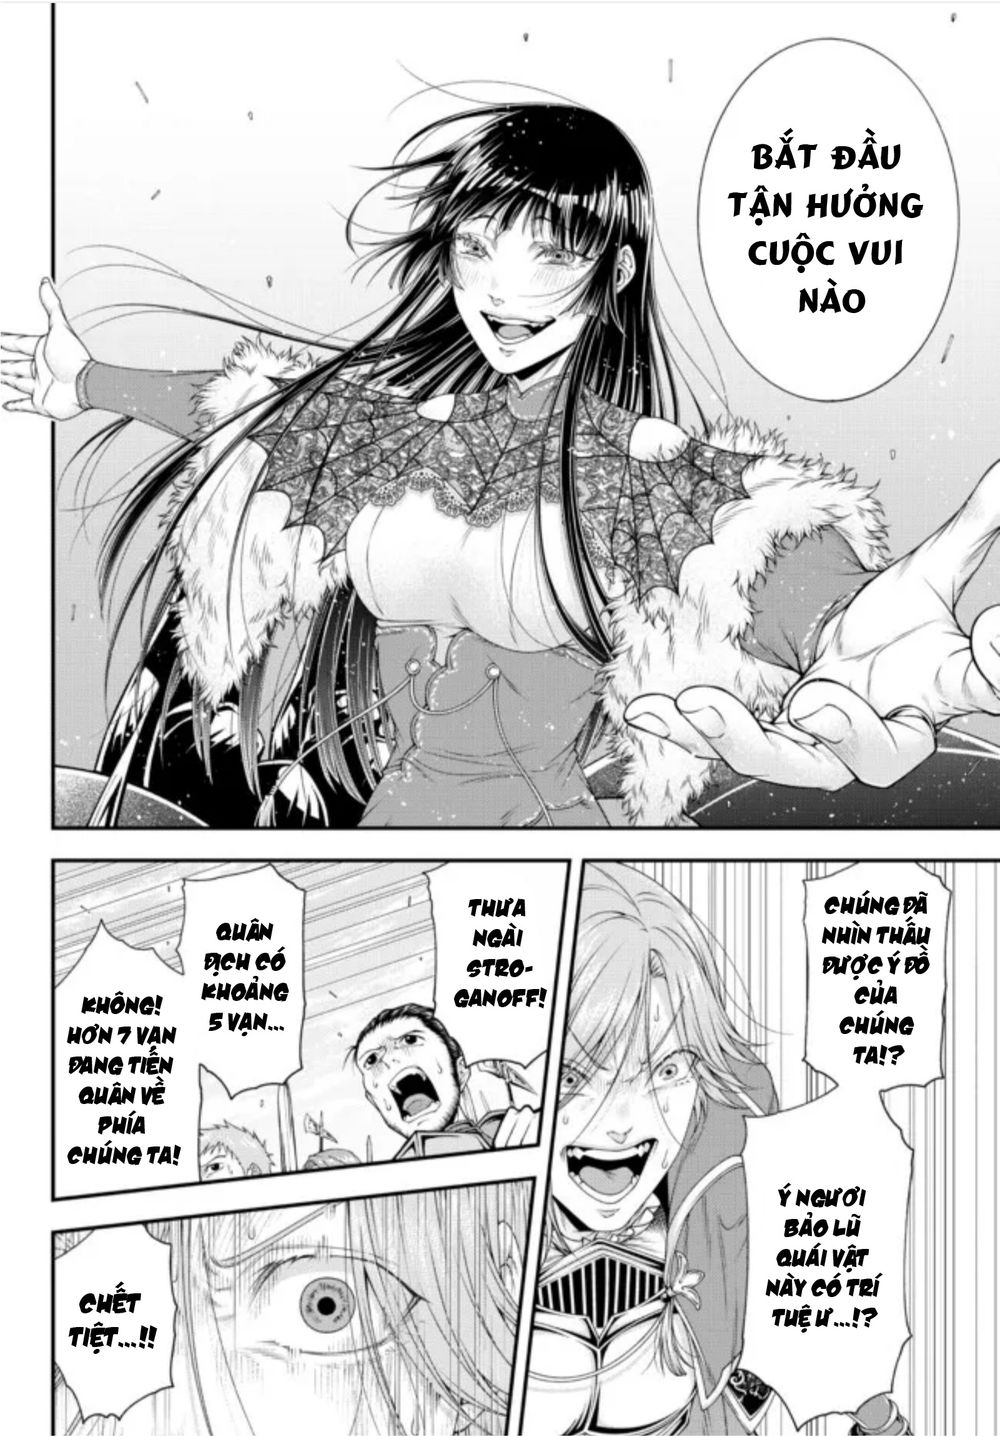 BẮT ĐẦU
TẬN HƯỞNG
CUỘC VUI
NÀO
CHÚNG ĐÃ
NHÌN THẤU
ĐƯỢC Ý ĐỒ
CỦA
CHÚNG
TA!?
Ý NGƯƠI
BẢO LŨ
QUÁI VẬT
NÀY CÓ TRÍ
TUỆ Ư...!?
THƯA
NGÀI
STRO-
GANOFF!
QUÂN
ĐỊCH CÓ
KHOẢNG
5 VẠN...
KHÔNG!
HƠN 7 VẠN
ĐANG TIẾN
QUÂN VỀ
PHÍA
CHÚNG TA!
CHẾT
TIỆT...!!